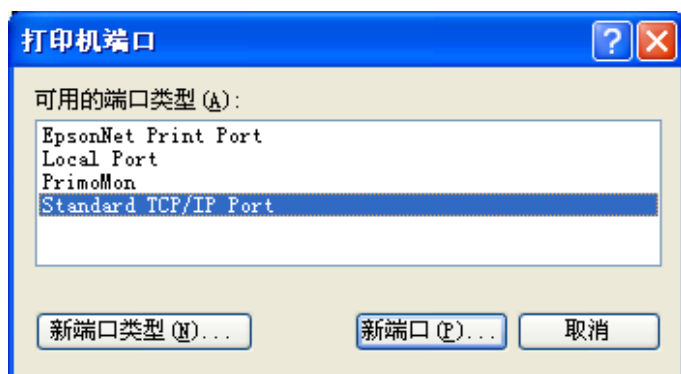 打印机端口
可用的端口类型(A):
EpsonNet Print Port
Local Port
PrimoMon
Standard TCP/IP Port
新端口类型(N)... 新端口(P)... 取消